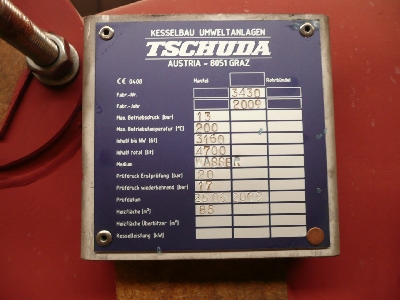 KESSELBAU UMWELTANLAGEN
TSCHUDA
AUSTRIA - 8051 GRAZ
CE 0408 Mantel Rohrbündel
Fabr.-Nr. 3430
Fabr.-Jahr 2009
Max. Betriebsdruck [bar] 13
Max. Betriebstemperatur [°C] 200
Inhalt bis NW [lit] 3160
Inhalt total [lit] 4700
Medium WASSER
Prüfdruck Erstprüfung [bar] 20
Prüfdruck wiederkehrend [bar] 17
Prüfdatum
Heizfläche [m²] 85
Heizfläche Überhitzer [m²]
Kesselleistung [kW]